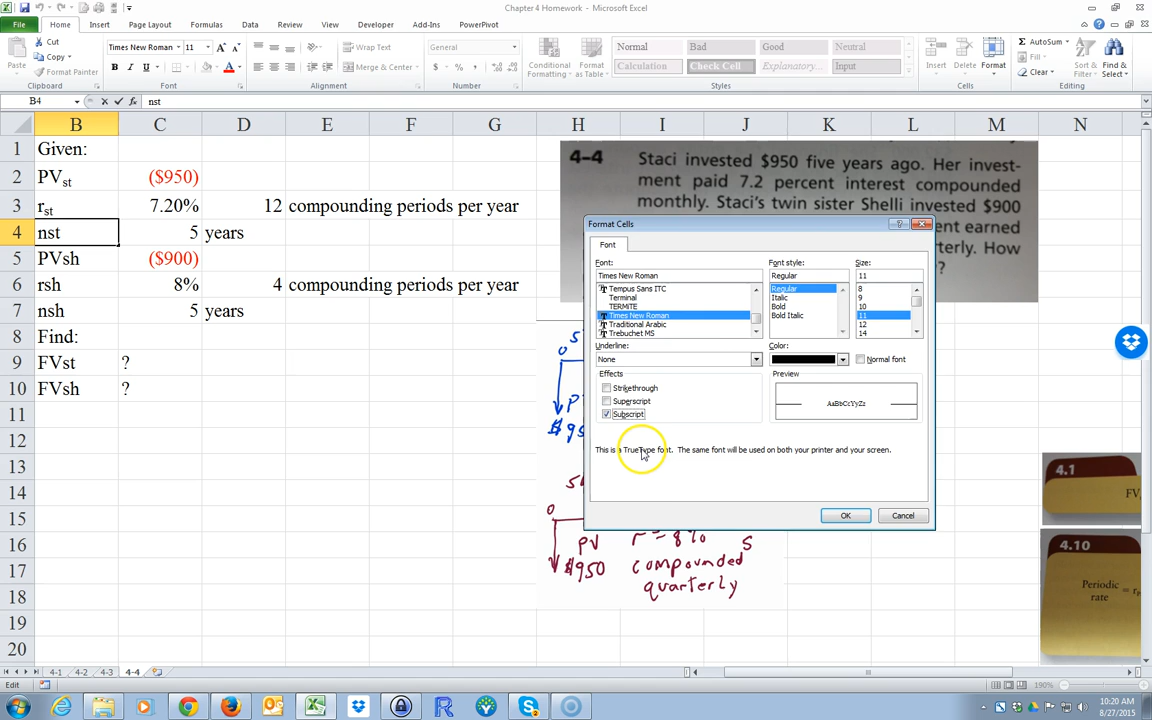 Chapter 4 Homework - Microsoft Excel
File Home Insert Page Layout Formulas Data Review View Developer Add-Ins PowerPivot
Cut
Copy
Format Painter
Paste
Clipboard
Times New Roman 11
B I U
Font
Wrap Text
Merge & Center
Alignment
General
$ % ,
Number
Conditional Formatting
Format as Table
Normal Bad Good Neutral
Calculation Check Cell Explanatory... Input
Styles
Insert Delete Format
Cells
AutoSum
Fill
Clear
Sort & Filter
Find & Select
Editing
B4 fx nst
B C D E F G H I J K L M N
1 Given:
2 PVst ($950)
3 rst 7.20% 12 compounding periods per year
4 nst 5 years
5 PVsh ($900)
6 rsh 8% 4 compounding periods per year
7 nsh 5 years
8 Find:
9 FVst ?
10 FVsh ?
11
12
13
14
15
16
17
18
19
20
4-4 Staci invested $950 five years ago. Her invest-
ment paid 7.2 percent interest compounded
monthly. Staci's twin sister Shelli invested $900
ent earned
terly. How
?
Format Cells
Font
Font: Font style: Size:
Times New Roman Regular 11
Tempus Sans ITC
Terminal
TERMITE
Times New Roman
Traditional Arabic
Trebuchet MS
Regular
Italic
Bold
Bold Italic
8
9
10
11
12
14
Underline: Color:
None Normal font
Effects Preview
Strikethrough
Superscript
Subscript
AaBbCcYyZz
This is a TrueType font. The same font will be used on both your printer and your screen.
OK Cancel
0
$95
0
PV r = 8% 5
$950 compounded
quarterly
4.1
FV
4.10
Periodic
rate = r
4-1 4-2 4-3 4-4
Edit
190%
10:20 AM
8/27/2015